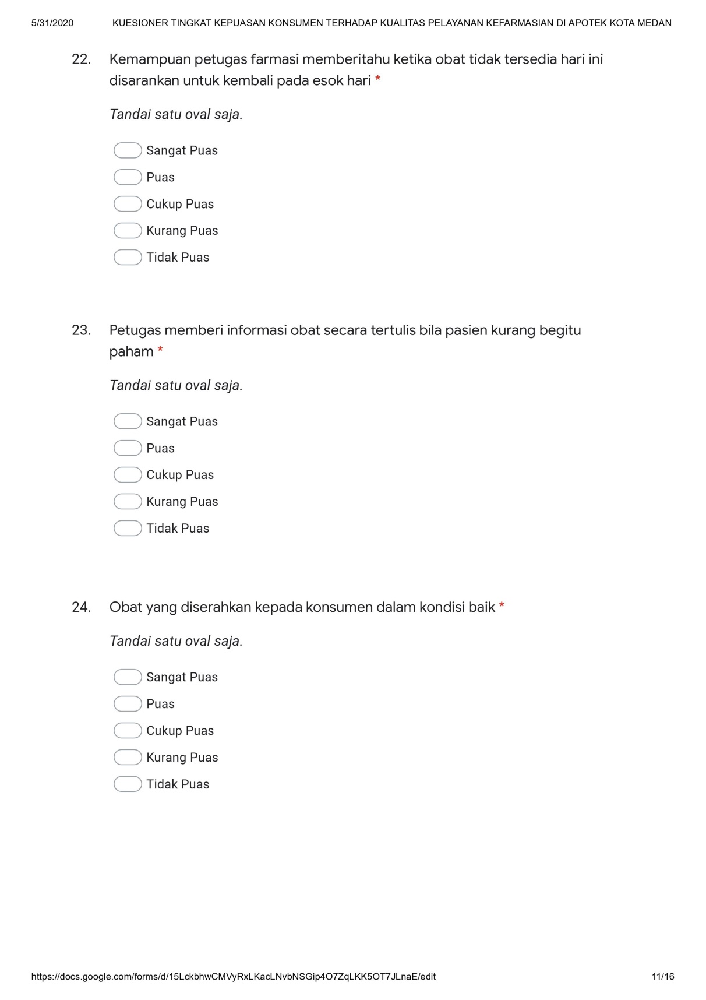 5/31/2020 KUESIONER TINGKAT KEPUASAN KONSUMEN TERHADAP KUALITAS PELAYANAN KEFARMASIAN DI APOTEK KOTA MEDAN
22. Kemampuan petugas farmasi memberitahu ketika obat tidak tersedia hari ini
disarankan untuk kembali pada esok hari *
Tandai satu oval saja.
Sangat Puas
Puas
Cukup Puas
Kurang Puas
Tidak Puas
23. Petugas memberi informasi obat secara tertulis bila pasien kurang begitu
paham *
Tandai satu oval saja.
Sangat Puas
Puas
Cukup Puas
Kurang Puas
Tidak Puas
24. Obat yang diserahkan kepada konsumen dalam kondisi baik *
Tandai satu oval saja.
Sangat Puas
Puas
Cukup Puas
Kurang Puas
Tidak Puas
https://docs.google.com/forms/d/15LckbhwCMVyRxLKacLNvbNSGip4O7ZqLKK5OT7JLnaE/edit 11/16